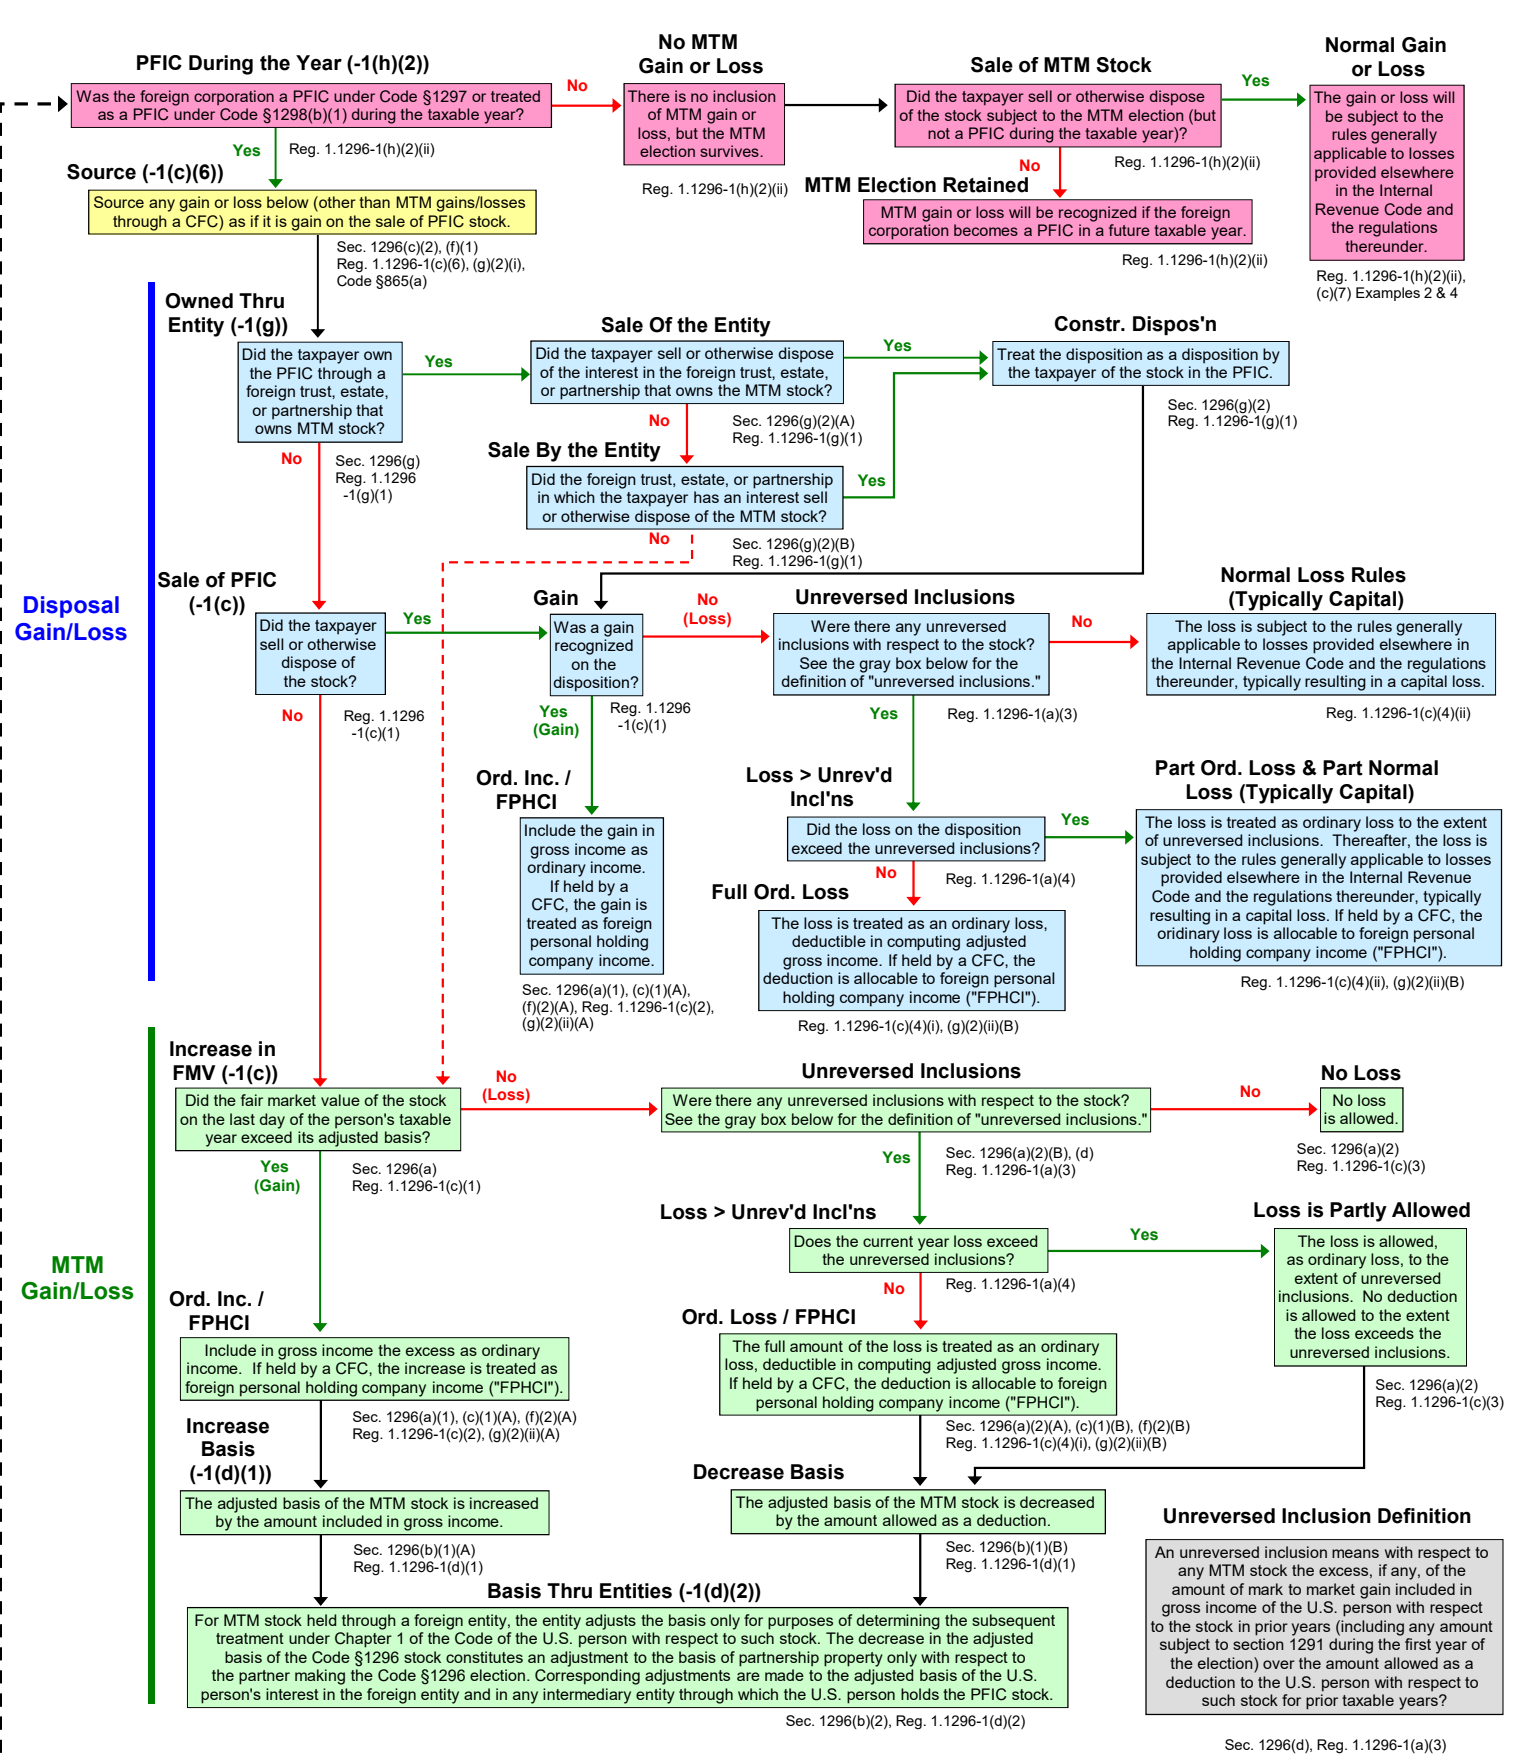 PFIC During the Year (-1(h)(2))
Was the foreign corporation a PFIC under Code §1297 or treated
as a PFIC under Code §1298(b)(1) during the taxable year?
No
Yes
Reg. 1.1296-1(h)(2)(ii)
No MTM
Gain or Loss
There is no inclusion
of MTM gain or
loss, but the MTM
election survives.
Reg. 1.1296-1(h)(2)(ii)
Sale of MTM Stock
Did the taxpayer sell or otherwise dispose
of the stock subject to the MTM election (but
not a PFIC during the taxable year)?
Yes
No
Reg. 1.1296-1(h)(2)(ii)
Normal Gain
or Loss
The gain or loss will
be subject to the
rules generally
applicable to losses
provided elsewhere
in the Internal
Revenue Code and
the regulations
thereunder.
Reg. 1.1296-1(h)(2)(ii),
(c)(7) Examples 2 & 4
MTM Election Retained
MTM gain or loss will be recognized if the foreign
corporation becomes a PFIC in a future taxable year.
Reg. 1.1296-1(h)(2)(ii)
Source (-1(c)(6))
Source any gain or loss below (other than MTM gains/losses
through a CFC) as if it is gain on the sale of PFIC stock.
Sec. 1296(c)(2), (f)(1)
Reg. 1.1296-1(c)(6), (g)(2)(i),
Code §865(a)
Disposal
Gain/Loss
Owned Thru
Entity (-1(g))
Did the taxpayer own
the PFIC through a
foreign trust, estate,
or partnership that
owns MTM stock?
Yes
No
Sec. 1296(g)
Reg. 1.1296
-1(g)(1)
Sale Of the Entity
Did the taxpayer sell or otherwise dispose
of the interest in the foreign trust, estate,
or partnership that owns the MTM stock?
Yes
No
Sec. 1296(g)(2)(A)
Reg. 1.1296-1(g)(1)
Constr. Dispos'n
Treat the disposition as a disposition by
the taxpayer of the stock in the PFIC.
Sec. 1296(g)(2)
Reg. 1.1296-1(g)(1)
Sale By the Entity
Did the foreign trust, estate, or partnership
in which the taxpayer has an interest sell
or otherwise dispose of the MTM stock?
Yes
No
Sec. 1296(g)(2)(B)
Reg. 1.1296-1(g)(1)
Sale of PFIC
(-1(c))
Did the taxpayer
sell or otherwise
dispose of
the stock?
Yes
No
Reg. 1.1296
-1(c)(1)
Gain
Was a gain
recognized
on the
disposition?
No
(Loss)
Yes
(Gain)
Reg. 1.1296
-1(c)(1)
Unreversed Inclusions
Were there any unreversed
inclusions with respect to the stock?
See the gray box below for the
definition of "unreversed inclusions."
No
Yes
Reg. 1.1296-1(a)(3)
Normal Loss Rules
(Typically Capital)
The loss is subject to the rules generally
applicable to losses provided elsewhere in
the Internal Revenue Code and the regulations
thereunder, typically resulting in a capital loss.
Reg. 1.1296-1(c)(4)(ii)
Ord. Inc. /
FPHCI
Include the gain in
gross income as
ordinary income.
If held by a
CFC, the gain is
treated as foreign
personal holding
company income.
Sec. 1296(a)(1), (c)(1)(A),
(f)(2)(A), Reg. 1.1296-1(c)(2),
(g)(2)(ii)(A)
Loss > Unrev'd
Incl'ns
Did the loss on the disposition
exceed the unreversed inclusions?
Yes
No
Reg. 1.1296-1(a)(4)
Part Ord. Loss & Part Normal
Loss (Typically Capital)
The loss is treated as ordinary loss to the extent
of unreversed inclusions.  Thereafter, the loss is
subject to the rules generally applicable to losses
provided elsewhere in the Internal Revenue
Code and the regulations thereunder, typically
resulting in a capital loss. If held by a CFC, the
oridinary loss is allocable to foreign personal
holding company income ("FPHCI").
Reg. 1.1296-1(c)(4)(ii), (g)(2)(ii)(B)
Full Ord. Loss
The loss is treated as an ordinary loss,
deductible in computing adjusted
gross income. If held by a CFC, the
deduction is allocable to foreign personal
holding company income ("FPHCI").
Reg. 1.1296-1(c)(4)(i), (g)(2)(ii)(B)
MTM
Gain/Loss
Increase in
FMV (-1(c))
Did the fair market value of the stock
on the last day of the person's taxable
year exceed its adjusted basis?
No
(Loss)
Yes
(Gain)
Sec. 1296(a)
Reg. 1.1296-1(c)(1)
Unreversed Inclusions
Were there any unreversed inclusions with respect to the stock?
See the gray box below for the definition of "unreversed inclusions."
No
Yes
Sec. 1296(a)(2)(B), (d)
Reg. 1.1296-1(a)(3)
No Loss
No loss
is allowed.
Sec. 1296(a)(2)
Reg. 1.1296-1(c)(3)
Loss > Unrev'd Incl'ns
Does the current year loss exceed
the unreversed inclusions?
Yes
No
Reg. 1.1296-1(a)(4)
Loss is Partly Allowed
The loss is allowed,
as ordinary loss, to the
extent of unreversed
inclusions.  No deduction
is allowed to the extent
the loss exceeds the
unreversed inclusions.
Sec. 1296(a)(2)
Reg. 1.1296-1(c)(3)
Ord. Inc. /
FPHCI
Include in gross income the excess as ordinary
income.  If held by a CFC, the increase is treated as
foreign personal holding company income ("FPHCI").
Sec. 1296(a)(1), (c)(1)(A), (f)(2)(A)
Reg. 1.1296-1(c)(2), (g)(2)(ii)(A)
Ord. Loss / FPHCI
The full amount of the loss is treated as an ordinary
loss, deductible in computing adjusted gross income.
If held by a CFC, the deduction is allocable to foreign
personal holding company income ("FPHCI").
Sec. 1296(a)(2)(A), (c)(1)(B), (f)(2)(B)
Reg. 1.1296-1(c)(4)(i), (g)(2)(ii)(B)
Increase
Basis
(-1(d)(1))
The adjusted basis of the MTM stock is increased
by the amount included in gross income.
Sec. 1296(b)(1)(A)
Reg. 1.1296-1(d)(1)
Decrease Basis
The adjusted basis of the MTM stock is decreased
by the amount allowed as a deduction.
Sec. 1296(b)(1)(B)
Reg. 1.1296-1(d)(1)
Basis Thru Entities (-1(d)(2))
For MTM stock held through a foreign entity, the entity adjusts the basis only for purposes of determining the subsequent
treatment under Chapter 1 of the Code of the U.S. person with respect to such stock. The decrease in the adjusted
basis of the Code §1296 stock constitutes an adjustment to the basis of partnership property only with respect to
the partner making the Code §1296 election. Corresponding adjustments are made to the adjusted basis of the U.S.
person's interest in the foreign entity and in any intermediary entity through which the U.S. person holds the PFIC stock.
Sec. 1296(b)(2), Reg. 1.1296-1(d)(2)
Unreversed Inclusion Definition
An unreversed inclusion means with respect to
any MTM stock the excess, if any, of the
amount of mark to market gain included in
gross income of the U.S. person with respect
to the stock in prior years (including any amount
subject to section 1291 during the first year of
the election) over the amount allowed as a
deduction to the U.S. person with respect to
such stock for prior taxable years?
Sec. 1296(d), Reg. 1.1296-1(a)(3)